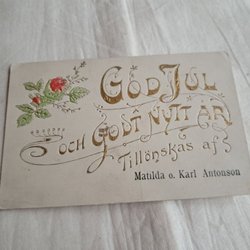 GOD JUL
OCH GODT NYTT ÅR
Tillönskas af
Matilda o. Karl Antonson